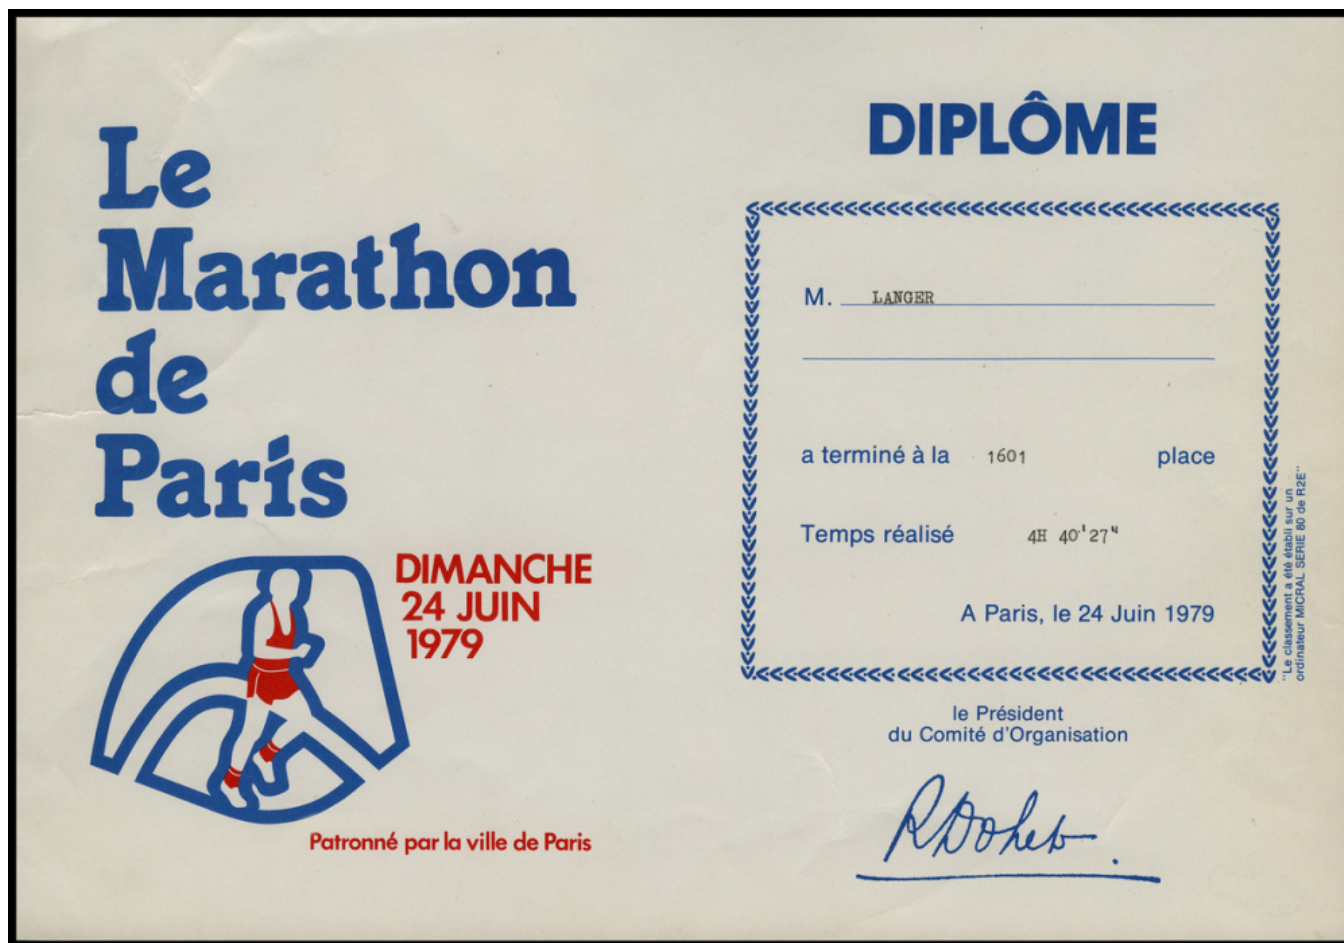 Le
Marathon
de
Paris
DIMANCHE
24 JUIN
1979
Patronné par la ville de Paris
DIPLÔME
M. LANGER
a terminé à la 1601 place
Temps réalisé 4H 40'27"
A Paris, le 24 Juin 1979
"Le classement a été établi sur un
ordinateur MICRAL SERIE 80 de R2E"
le Président
du Comité d'Organisation